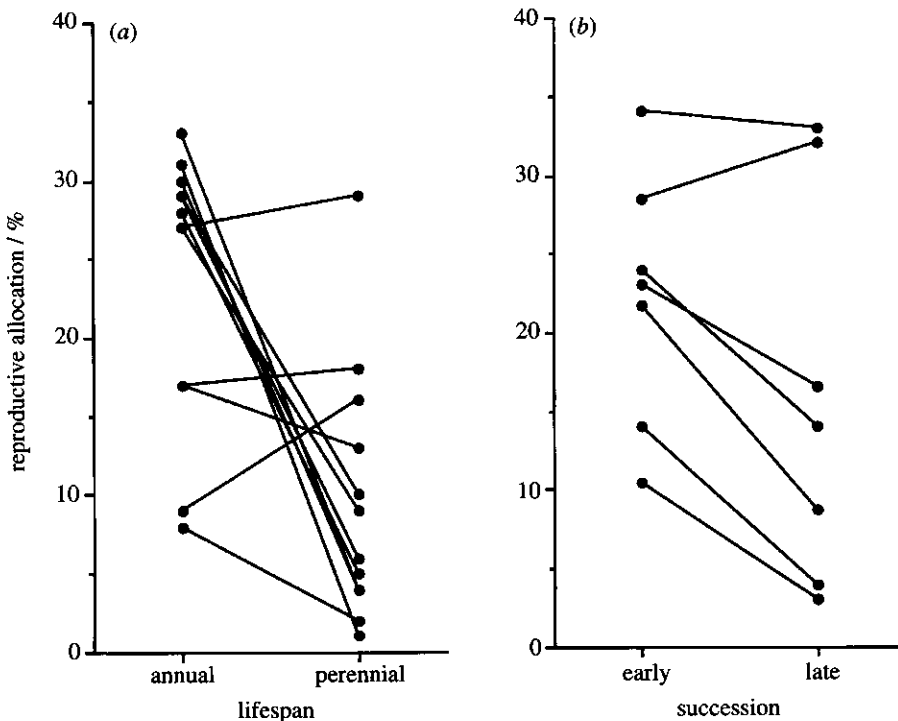 reproductive allocation / %
(a)
40
30
20
10
0
annual perennial
lifespan
(b)
40
30
20
10
0
early late
succession